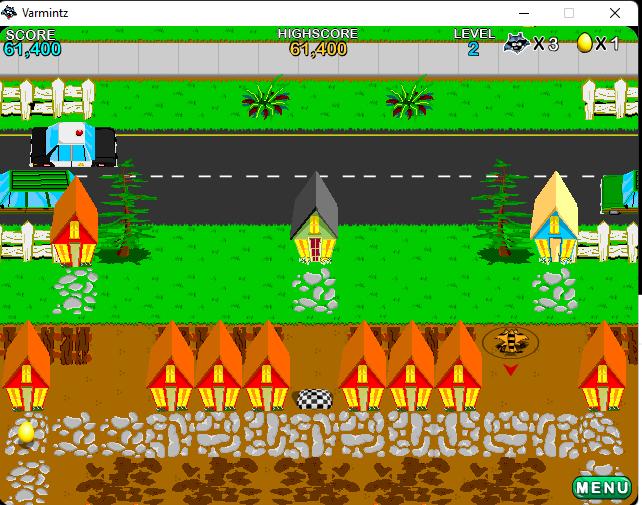 Varmintz
SCORE
61,400
HIGHSCORE
61,400
LEVEL
2
X 3
X 1
MENU